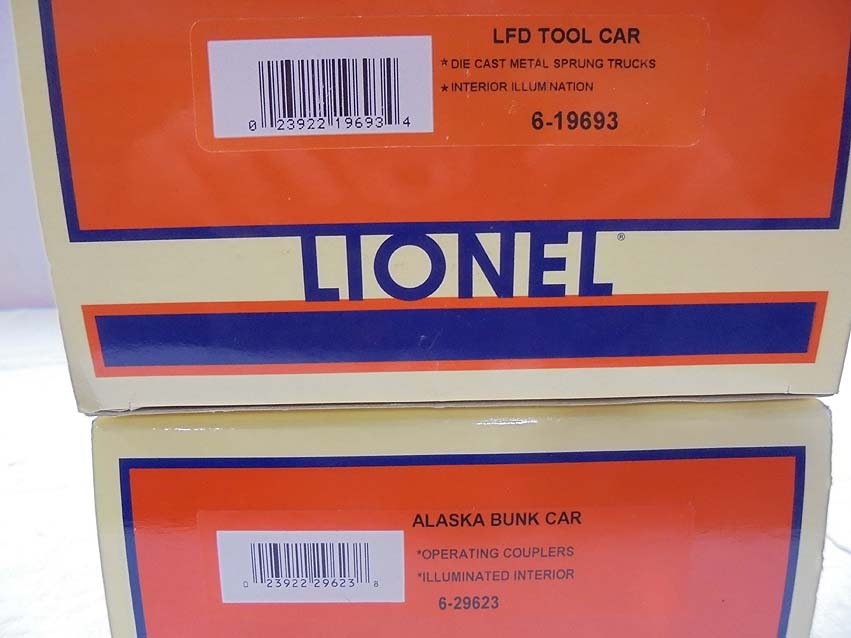 LFD TOOL CAR
* DIE CAST METAL SPRUNG TRUCKS
* INTERIOR ILLUMINATION
6-19693
0 23922 19693 4
LIONEL®
ALASKA BUNK CAR
*OPERATING COUPLERS
*ILLUMINATED INTERIOR
6-29623
0 23922 29623 8